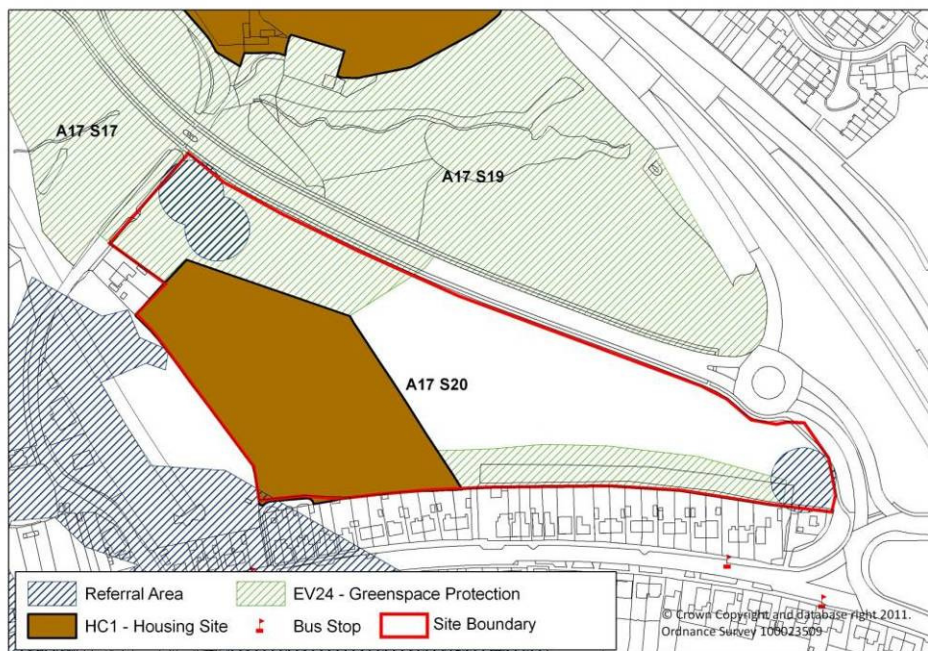 A17 S17
A17 S19
A17 S20
Referral Area
EV24 - Greenspace Protection
HC1 - Housing Site
Bus Stop
Site Boundary
© Crown Copyright and database right 2011.
Ordnance Survey 100023509